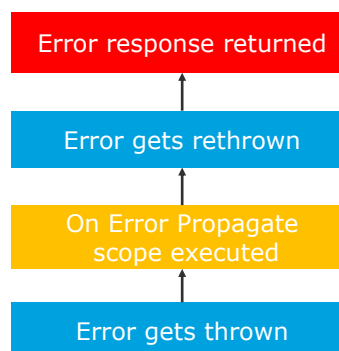 Error response returned
Error gets rethrown
On Error Propagate
scope executed
Error gets thrown